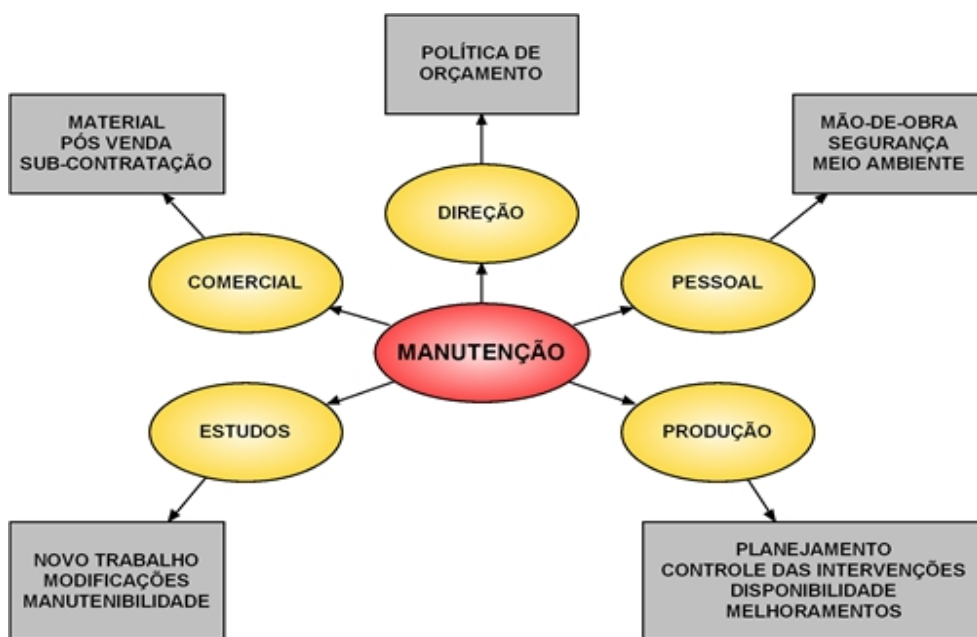 POLÍTICA DE
ORÇAMENTO
MATERIAL
PÓS VENDA
SUB-CONTRATAÇÃO
MÃO-DE-OBRA
SEGURANÇA
MEIO AMBIENTE
DIREÇÃO
COMERCIAL
PESSOAL
MANUTENÇÃO
ESTUDOS
PRODUÇÃO
NOVO TRABALHO
MODIFICAÇÕES
MANUTENIBILIDADE
PLANEJAMENTO
CONTROLE DAS INTERVENÇÕES
DISPONIBILIDADE
MELHORAMENTOS